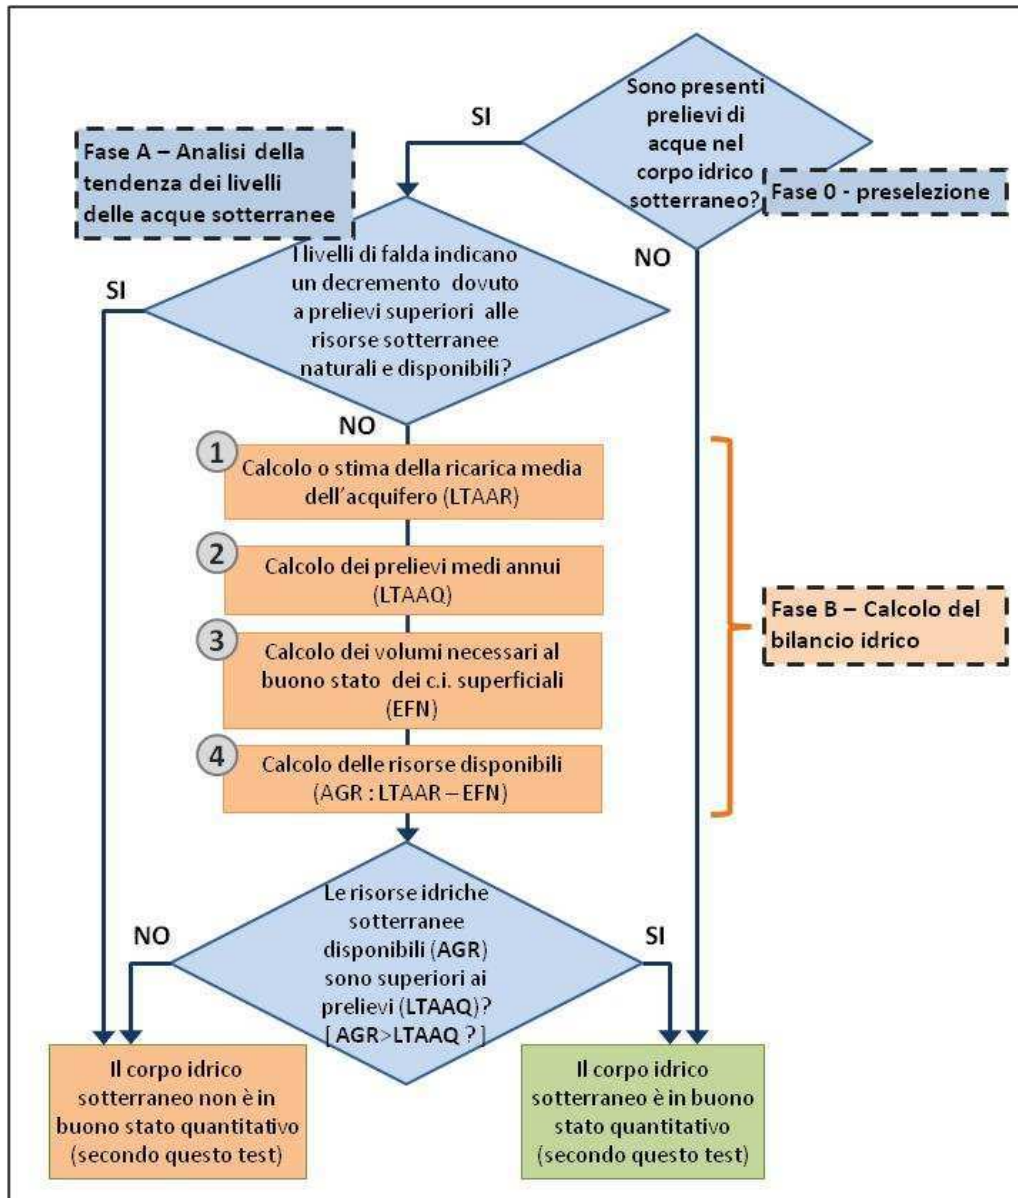 Sono presenti
prelievi di
acque nel
corpo idrico
sotterraneo?
SI
Fase 0 - preselezione
NO
Fase A – Analisi della
tendenza dei livelli
delle acque sotterranee
I livelli di falda indicano
un decremento dovuto
a prelievi superiori alle
risorse sotterranee
naturali e disponibili?
SI
NO
1
Calcolo o stima della ricarica media
dell'acquifero (LTAAR)
2
Calcolo dei prelievi medi annui
(LTAAQ)
3
Calcolo dei volumi necessari al
buono stato dei c.i. superficiali
(EFN)
4
Calcolo delle risorse disponibili
(AGR : LTAAR – EFN)
Fase B – Calcolo del
bilancio idrico
Le risorse idriche
sotterranee
disponibili (AGR)
sono superiori ai
prelievi (LTAAQ)?
[ AGR>LTAAQ ? ]
NO
SI
Il corpo idrico
sotterraneo non è in
buono stato quantitativo
(secondo questo test)
Il corpo idrico
sotterraneo è in buono
stato quantitativo
(secondo questo test)